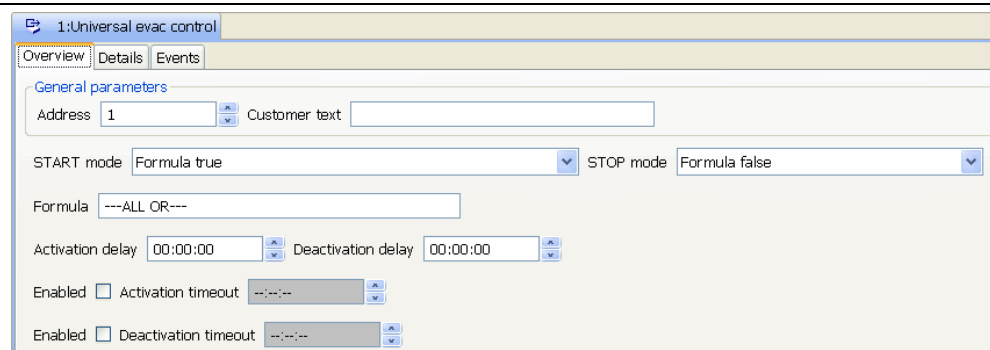 1:Universal evac control
Overview Details Events
General parameters
Address 1 Customer text
START mode Formula true STOP mode Formula false
Formula ---ALL OR---
Activation delay 00:00:00 Deactivation delay 00:00:00
Enabled Activation timeout --:--:--
Enabled Deactivation timeout --:--:--